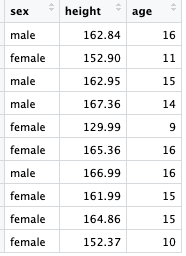 sex height age
male 162.84 16
female 152.90 11
male 162.95 15
male 167.36 14
female 129.99 9
female 165.36 16
male 166.99 16
female 161.99 15
female 164.86 15
female 152.37 10